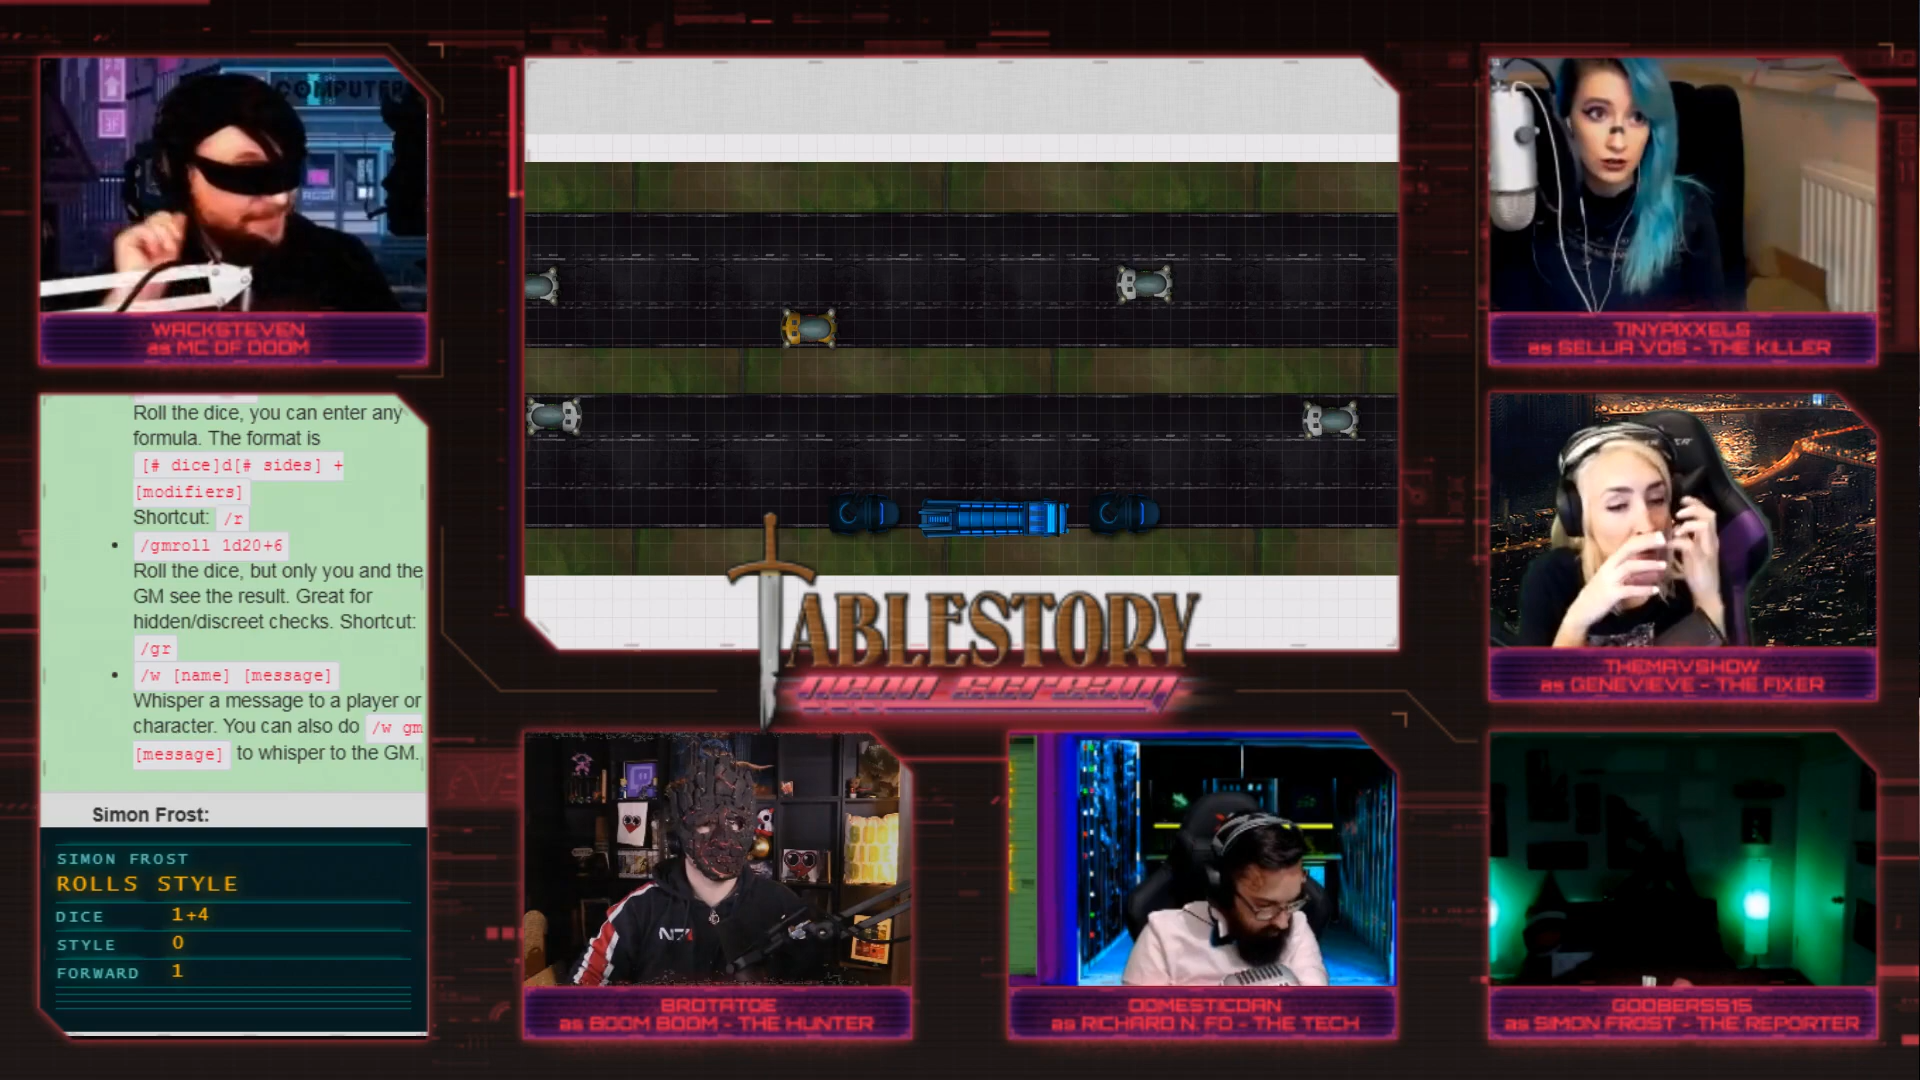 COMPUTER
WACKSTEVEN
as MC OF DOOM
Roll the dice, you can enter any
formula. The format is
[# dice]d[# sides] +
[modifiers]
Shortcut: /r
• /gmroll 1d20+6
Roll the dice, but only you and the
GM see the result. Great for
hidden/discreet checks. Shortcut:
/gr
• /w [name] [message]
Whisper a message to a player or
character. You can also do /w gm
[message] to whisper to the GM.
Simon Frost:
SIMON FROST
ROLLS STYLE
DICE 1+4
STYLE 0
FORWARD 1
TABLESTORY
neon scream
N7
BROTATOE
as BOOM BOOM - THE HUNTER
DOMESTICDAN
as RICHARD N. FO - THE TECH
TINYPIXXELS
as SELLIA VOS - THE KILLER
THEMAVSHOW
as GENEVIEVE - THE FIXER
GOOBERS515
as SIMON FROST - THE REPORTER